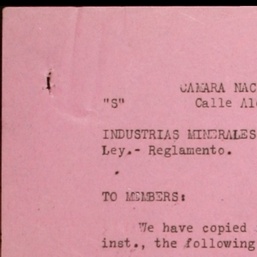 CAMARA NAC
"S" Calle Al
INDUSTRIAS MINERALES
Ley.- Reglamento.
TO MEMBERS:
We have copied
inst., the following